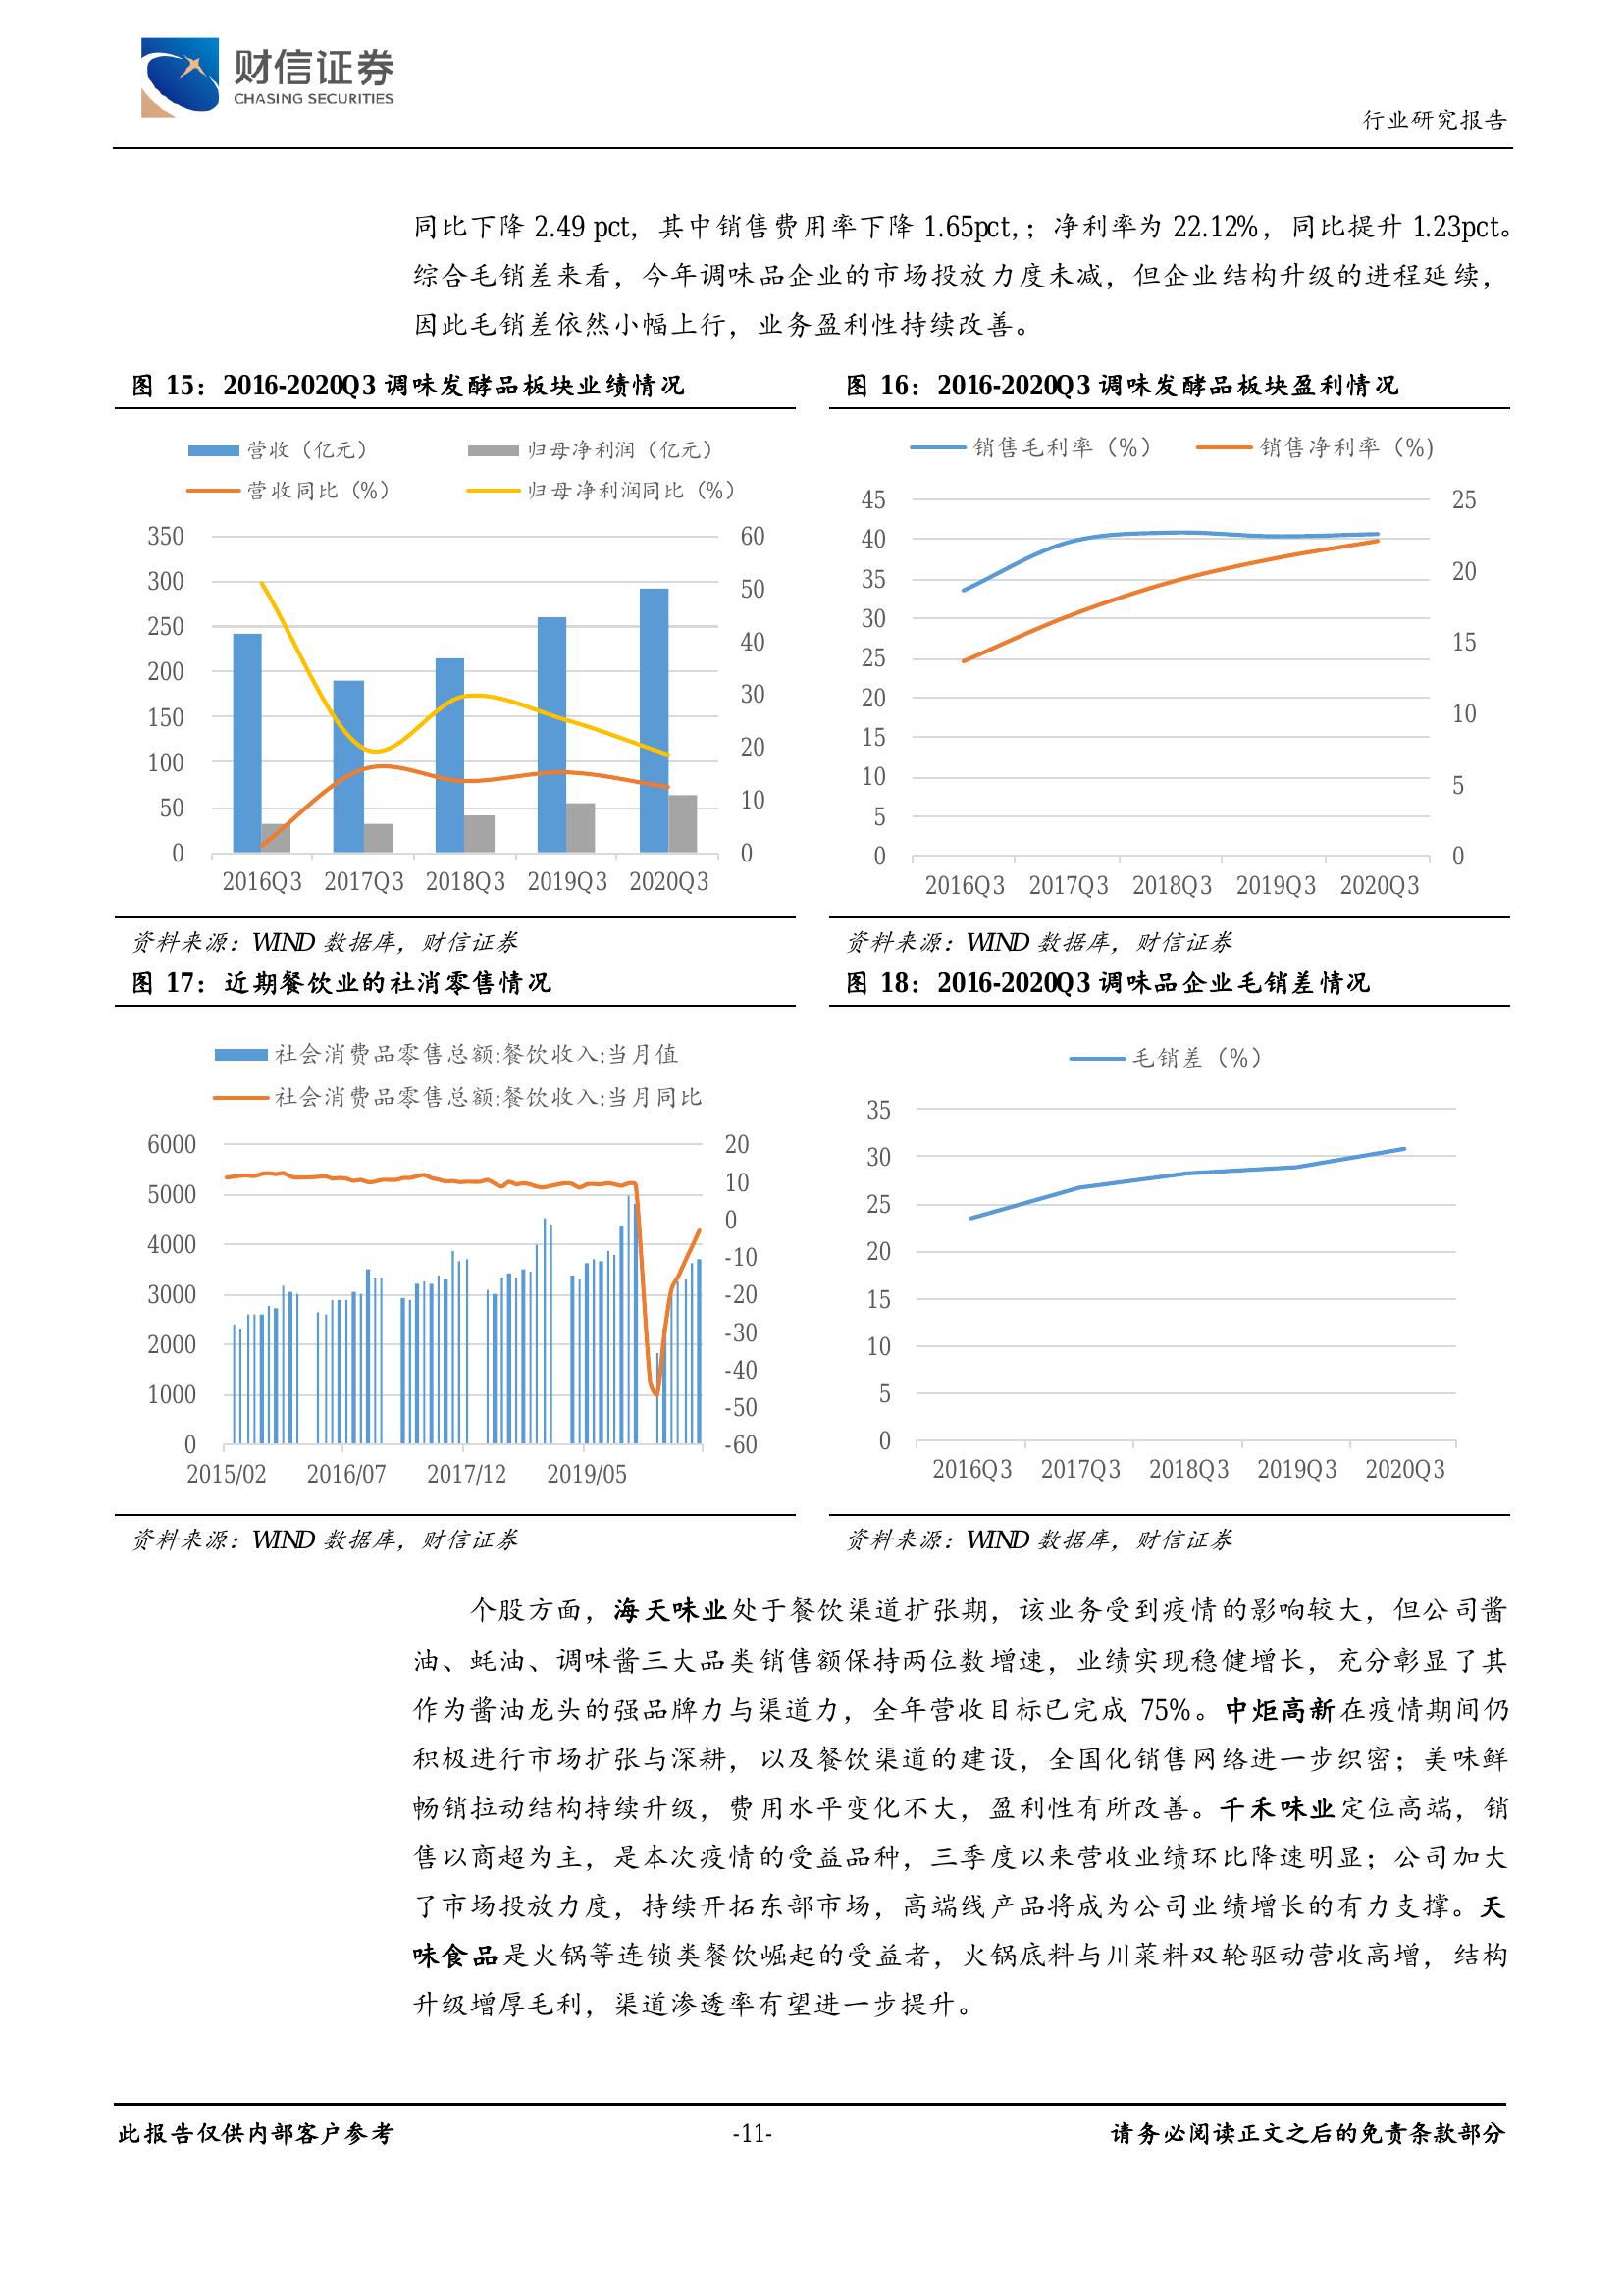 财信证券
CHASING SECURITIES
行业研究报告
同比下降 2.49 pct，其中销售费用率下降 1.65pct，；净利率为 22.12%，同比提升 1.23pct。
综合毛销差来看，今年调味品企业的市场投放力度未减，但企业结构升级的进程延续，
因此毛销差依然小幅上行，业务盈利性持续改善。
图 15：2016-2020Q3 调味发酵品板块业绩情况
营收（亿元）
归母净利润（亿元）
营收同比（%）
归母净利润同比（%）
350
300
250
200
150
100
50
0
60
50
40
30
20
10
0
2016Q3 2017Q3 2018Q3 2019Q3 2020Q3
资料来源：WIND 数据库，财信证券
图 16：2016-2020Q3 调味发酵品板块盈利情况
销售毛利率（%）
销售净利率（%)
45
40
35
30
25
20
15
10
5
0
25
20
15
10
5
0
2016Q3 2017Q3 2018Q3 2019Q3 2020Q3
资料来源：WIND 数据库，财信证券
图 17：近期餐饮业的社消零售情况
社会消费品零售总额:餐饮收入:当月值
社会消费品零售总额:餐饮收入:当月同比
6000
5000
4000
3000
2000
1000
0
20
10
0
-10
-20
-30
-40
-50
-60
2015/02 2016/07 2017/12 2019/05
资料来源：WIND 数据库，财信证券
图 18：2016-2020Q3 调味品企业毛销差情况
毛销差（%）
35
30
25
20
15
10
5
0
2016Q3 2017Q3 2018Q3 2019Q3 2020Q3
资料来源：WIND 数据库，财信证券
个股方面，海天味业处于餐饮渠道扩张期，该业务受到疫情的影响较大，但公司酱
油、蚝油、调味酱三大品类销售额保持两位数增速，业绩实现稳健增长，充分彰显了其
作为酱油龙头的强品牌力与渠道力，全年营收目标已完成 75%。中炬高新在疫情期间仍
积极进行市场扩张与深耕，以及餐饮渠道的建设，全国化销售网络进一步织密；美味鲜
畅销拉动结构持续升级，费用水平变化不大，盈利性有所改善。千禾味业定位高端，销
售以商超为主，是本次疫情的受益品种，三季度以来营收业绩环比降速明显；公司加大
了市场投放力度，持续开拓东部市场，高端线产品将成为公司业绩增长的有力支撑。天
味食品是火锅等连锁类餐饮崛起的受益者，火锅底料与川菜料双轮驱动营收高增，结构
升级增厚毛利，渠道渗透率有望进一步提升。
此报告仅供内部客户参考
-11-
请务必阅读正文之后的免责条款部分